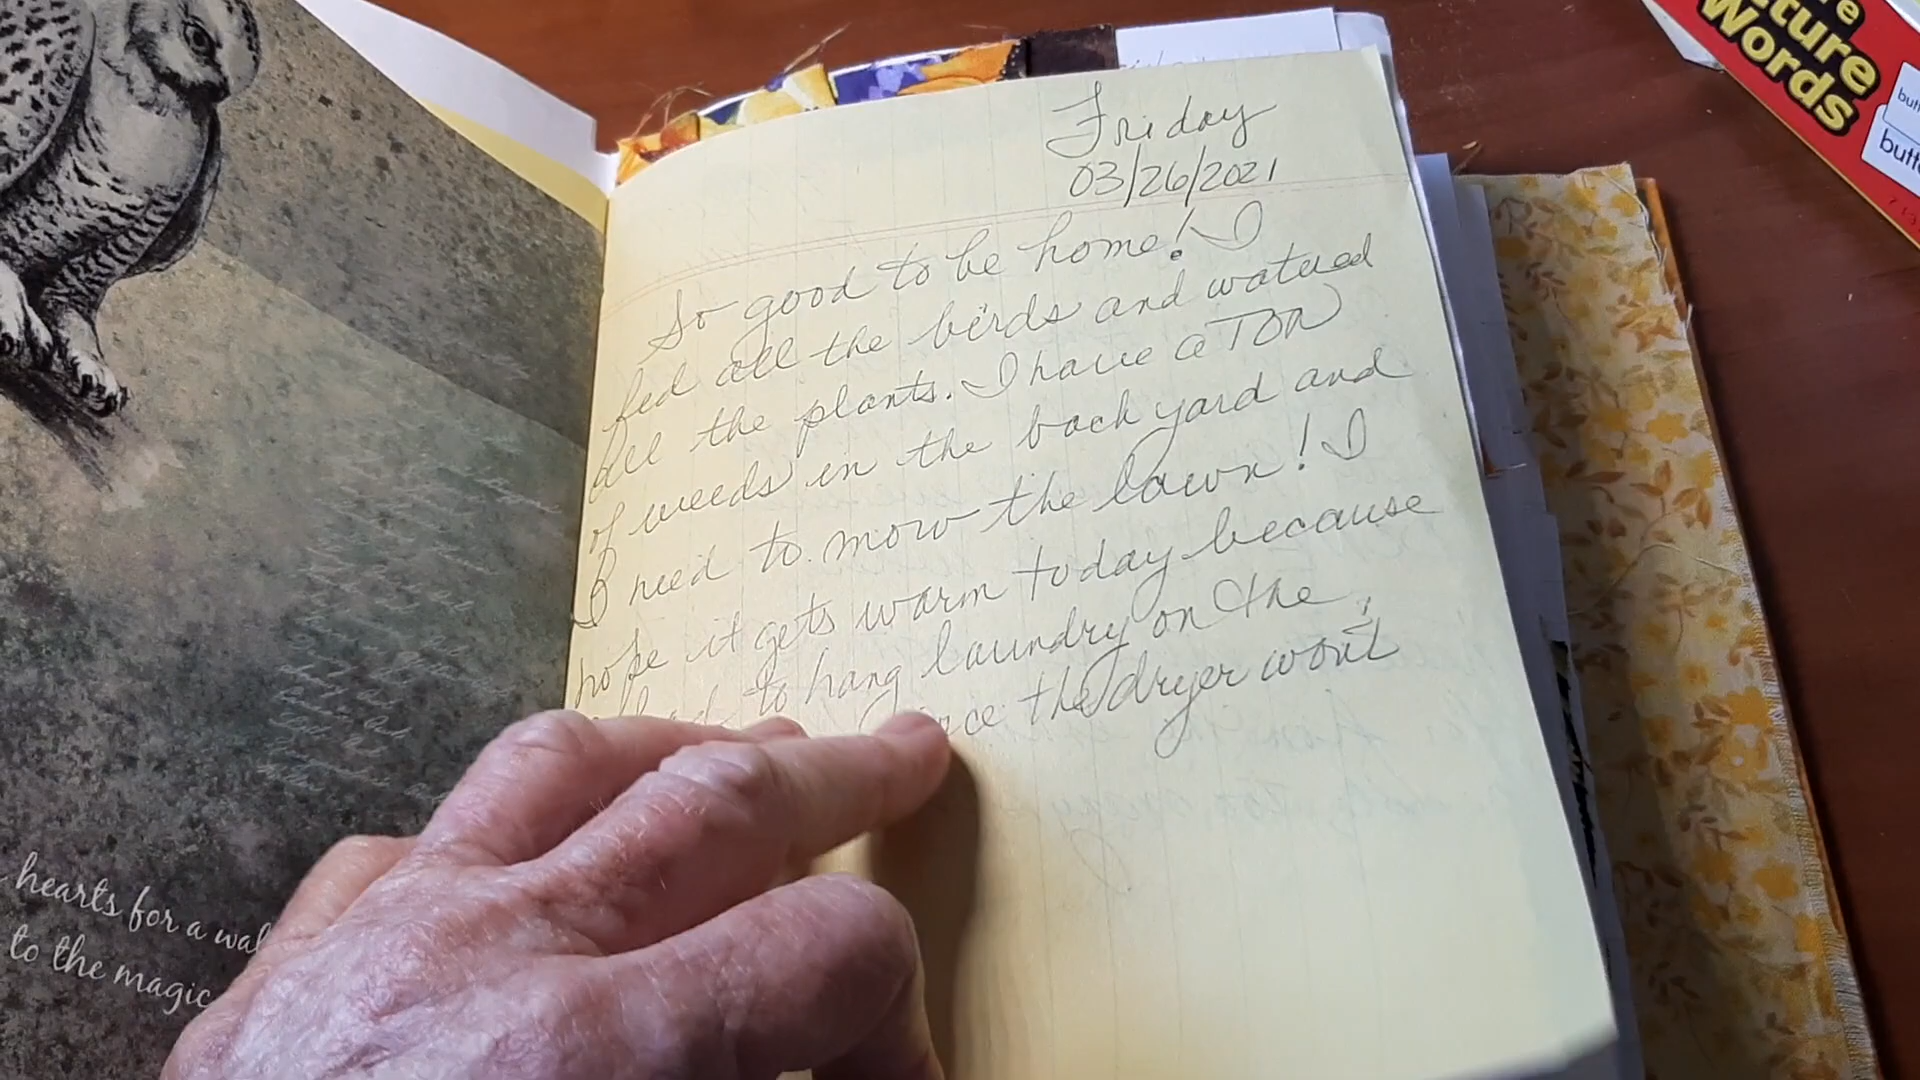 Friday
03/26/2021
So good to be home! I
fed all the birds and watered
all the plants. I have a TON
of weeds in the back yard and
I need to mow the lawn! I
hope it gets warm today because
to hang laundry on the
the dryer won't
hearts for a
to the magic
ture
Words